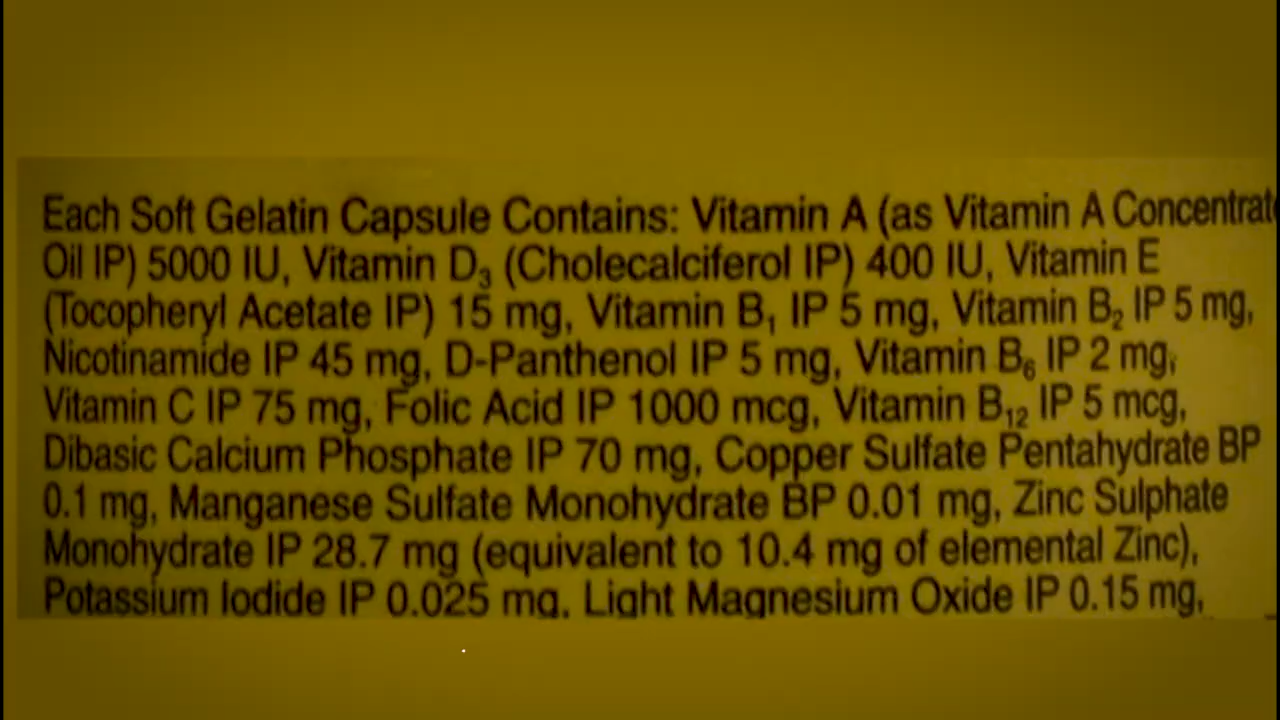 Each Soft Gelatin Capsule Contains: Vitamin A (as Vitamin A Concentrat
Oil IP) 5000 IU, Vitamin D₃ (Cholecalciferol IP) 400 IU, Vitamin E
(Tocopheryl Acetate IP) 15 mg, Vitamin B₁ IP 5 mg, Vitamin B₂ IP 5 mg,
Nicotinamide IP 45 mg, D-Panthenol IP 5 mg, Vitamin B₆ IP 2 mg,
Vitamin C IP 75 mg, Folic Acid IP 1000 mcg, Vitamin B₁₂ IP 5 mcg,
Dibasic Calcium Phosphate IP 70 mg, Copper Sulfate Pentahydrate BP
0.1 mg, Manganese Sulfate Monohydrate BP 0.01 mg, Zinc Sulphate
Monohydrate IP 28.7 mg (equivalent to 10.4 mg of elemental Zinc),
Potassium Iodide IP 0.025 mg, Light Magnesium Oxide IP 0.15 mg,